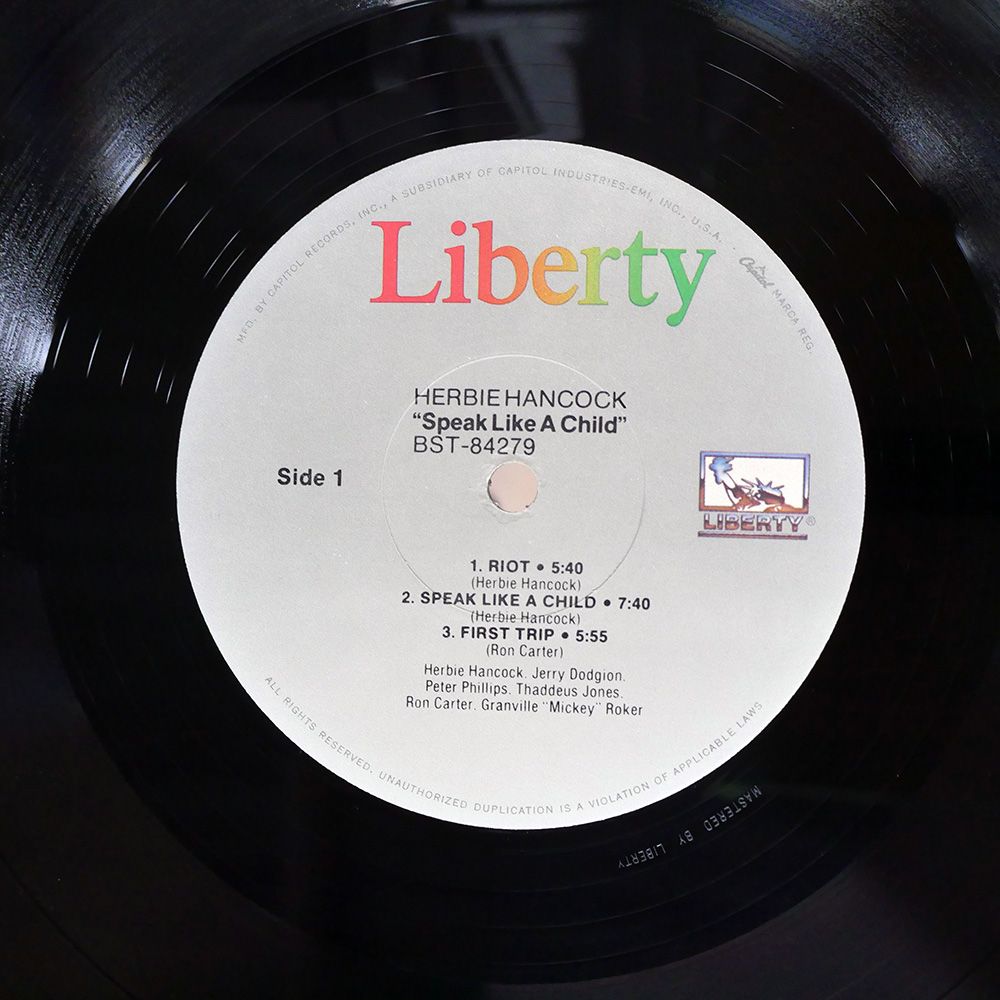 MFD. BY CAPITOL RECORDS, INC., A SUBSIDIARY OF CAPITOL INDUSTRIES-EMI, INC., U.S.A. · Capitol MARCA REG.
Liberty
HERBIE HANCOCK
“Speak Like A Child”
BST-84279
Side 1
LIBERTY®
1. RIOT • 5:40
(Herbie Hancock)
2. SPEAK LIKE A CHILD • 7:40
(Herbie Hancock)
3. FIRST TRIP • 5:55
(Ron Carter)
Herbie Hancock. Jerry Dodgion.
Peter Phillips. Thaddeus Jones.
Ron Carter. Granville "Mickey" Roker
ALL RIGHTS RESERVED. UNAUTHORIZED DUPLICATION IS A VIOLATION OF APPLICABLE LAWS
MASTERED BY LIBERTY